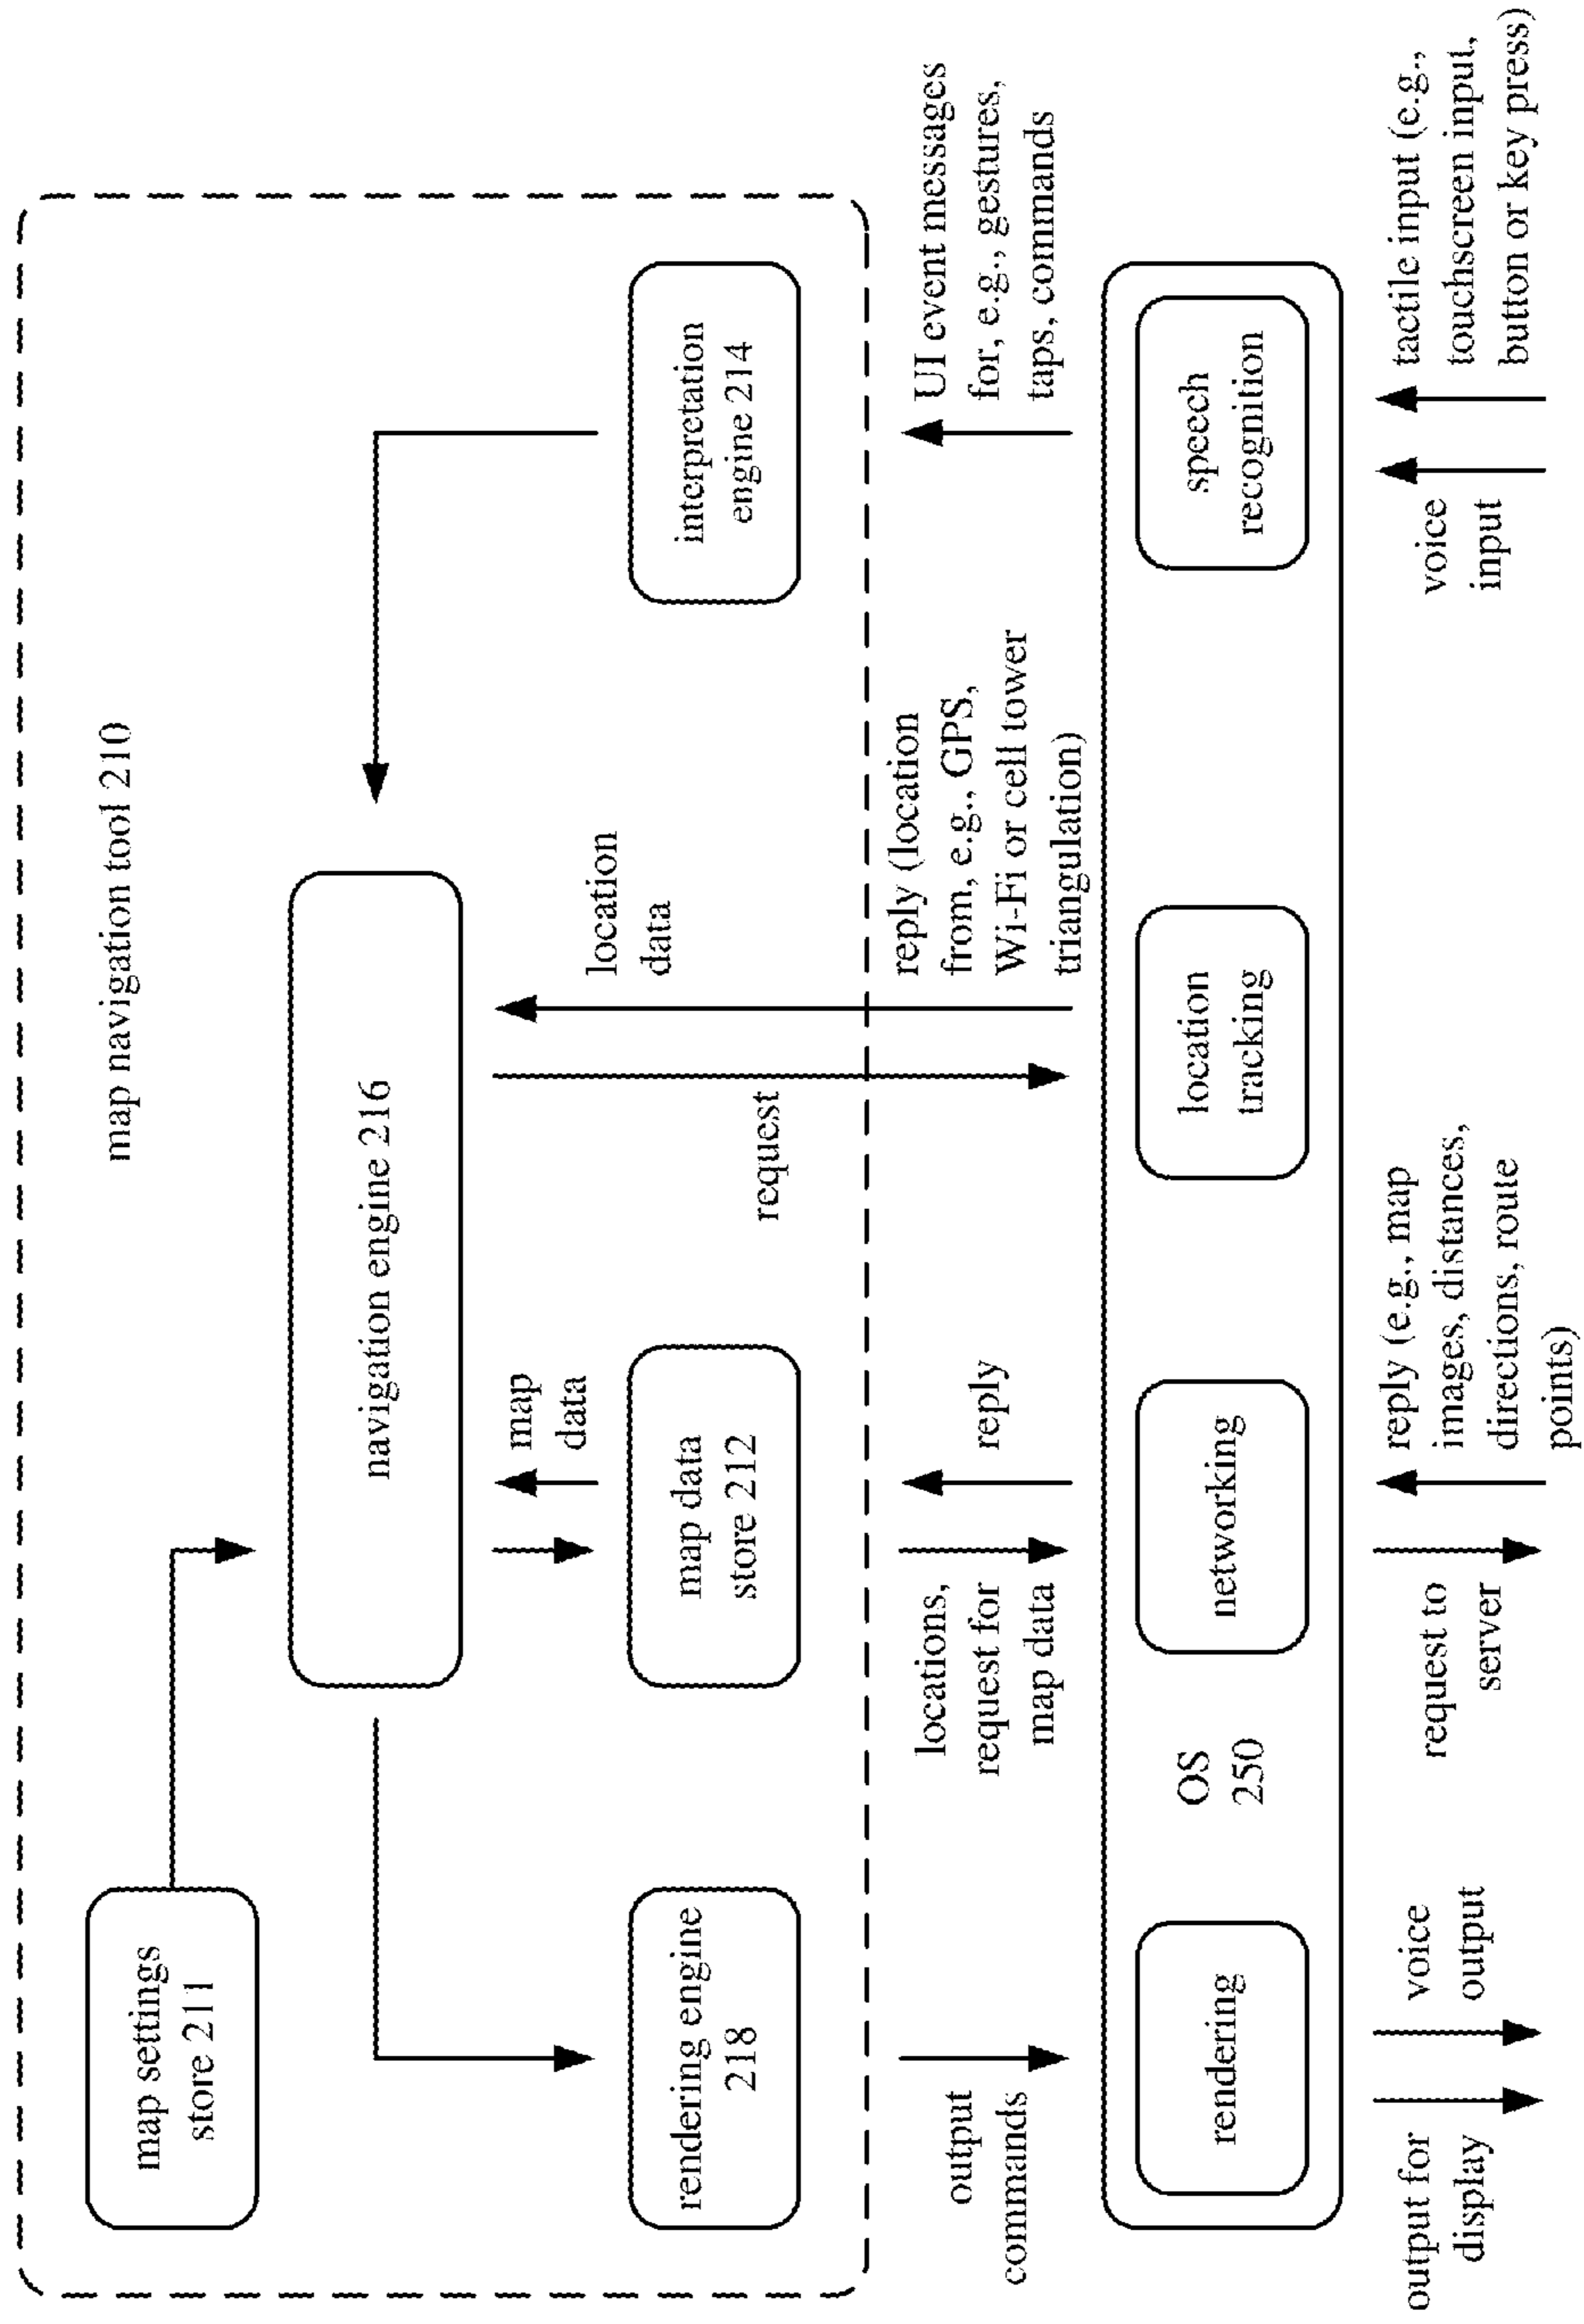 map navigation tool 210
map settings
store 211
navigation engine 216
map
data
location
data
request
rendering engine
218
map data
store 212
interpretation
engine 214
output
commands
locations,
request for
map data
reply
reply (location
from, e.g., GPS,
Wi-Fi or cell tower
triangulation)
UI event messages
for, e.g., gestures,
taps, commands
rendering
OS
250
networking
location
tracking
speech
recognition
output for
display
voice
output
request to
server
reply (e.g., map
images, distances,
directions, route
points)
voice
input
tactile input (e.g.,
touchscreen input,
button or key press)